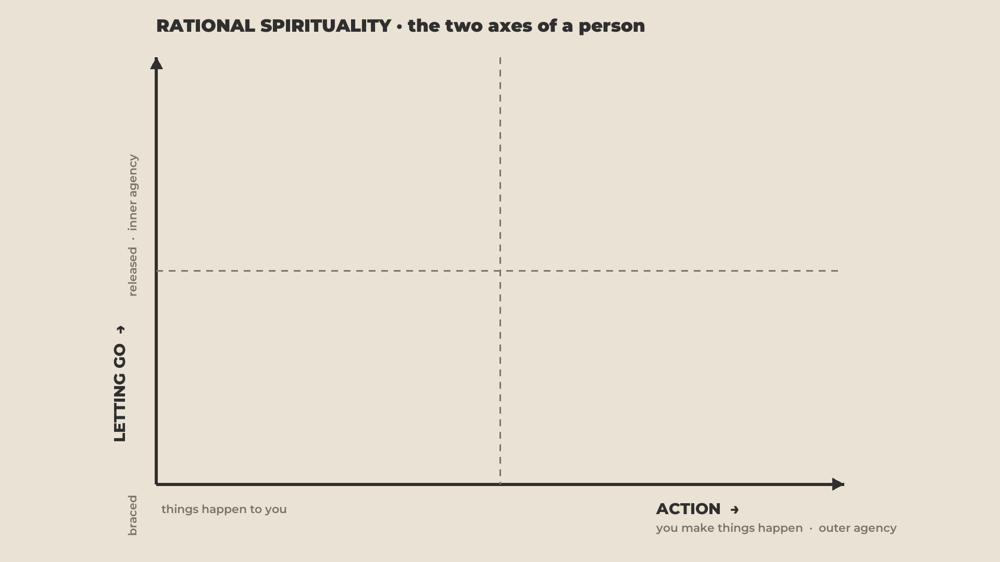 RATIONAL SPIRITUALITY · the two axes of a person
released · inner agency
LETTING GO →
braced
things happen to you
ACTION →
you make things happen · outer agency